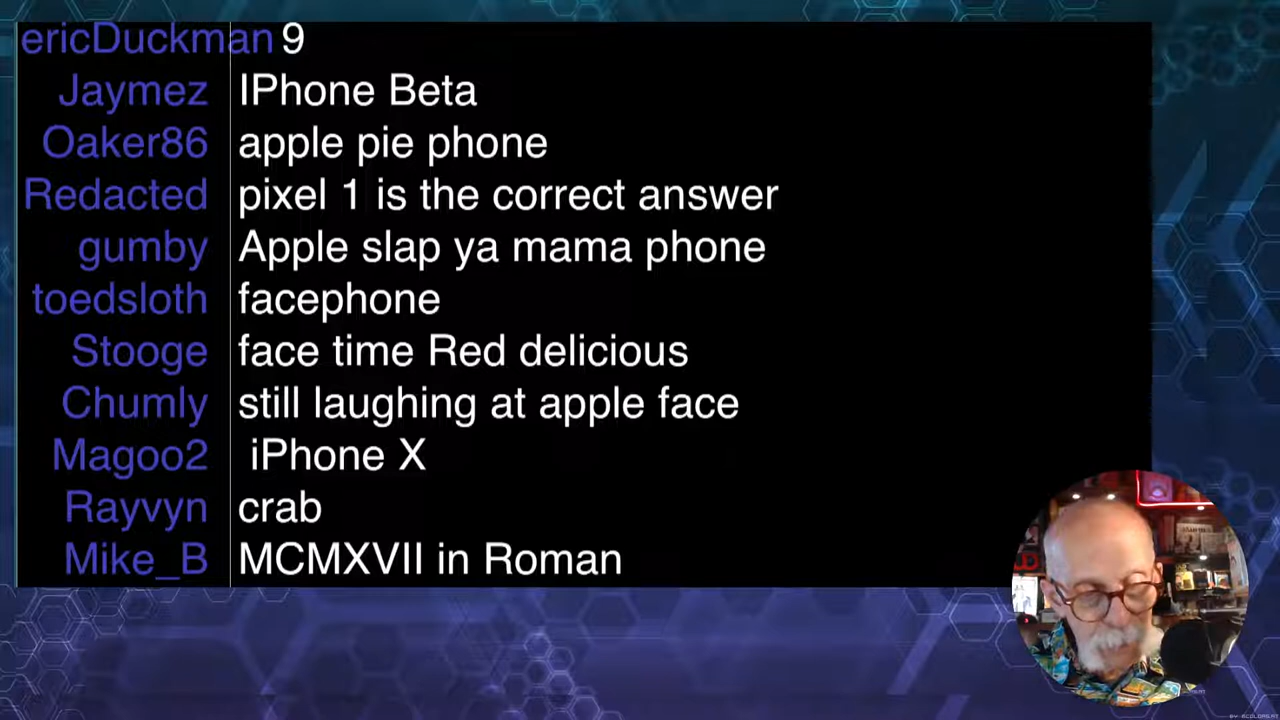 ericDuckman 9
Jaymez IPhone Beta
Oaker86 apple pie phone
Redacted pixel 1 is the correct answer
gumby Apple slap ya mama phone
toedsloth facephone
Stooge face time Red delicious
Chumly still laughing at apple face
Magoo2 iPhone X
Rayvyn crab
Mike_B MCMXVII in Roman